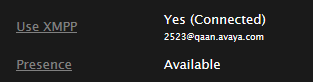 Use XMPP Yes (Connected)
2523@qaan.avaya.com
Presence Available